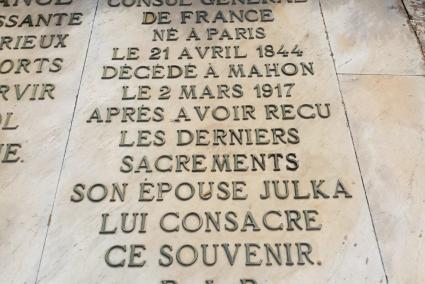 CONSUL GÉNÉRAL
DE FRANCE
NÉ À PARIS
LE 21 AVRIL 1844
DÉCÉDÉ À MAHON
LE 2 MARS 1917
APRÈS AVOIR REÇU
LES DERNIERS
SACREMENTS
SON ÉPOUSE JULKA
LUI CONSACRE
CE SOUVENIR.